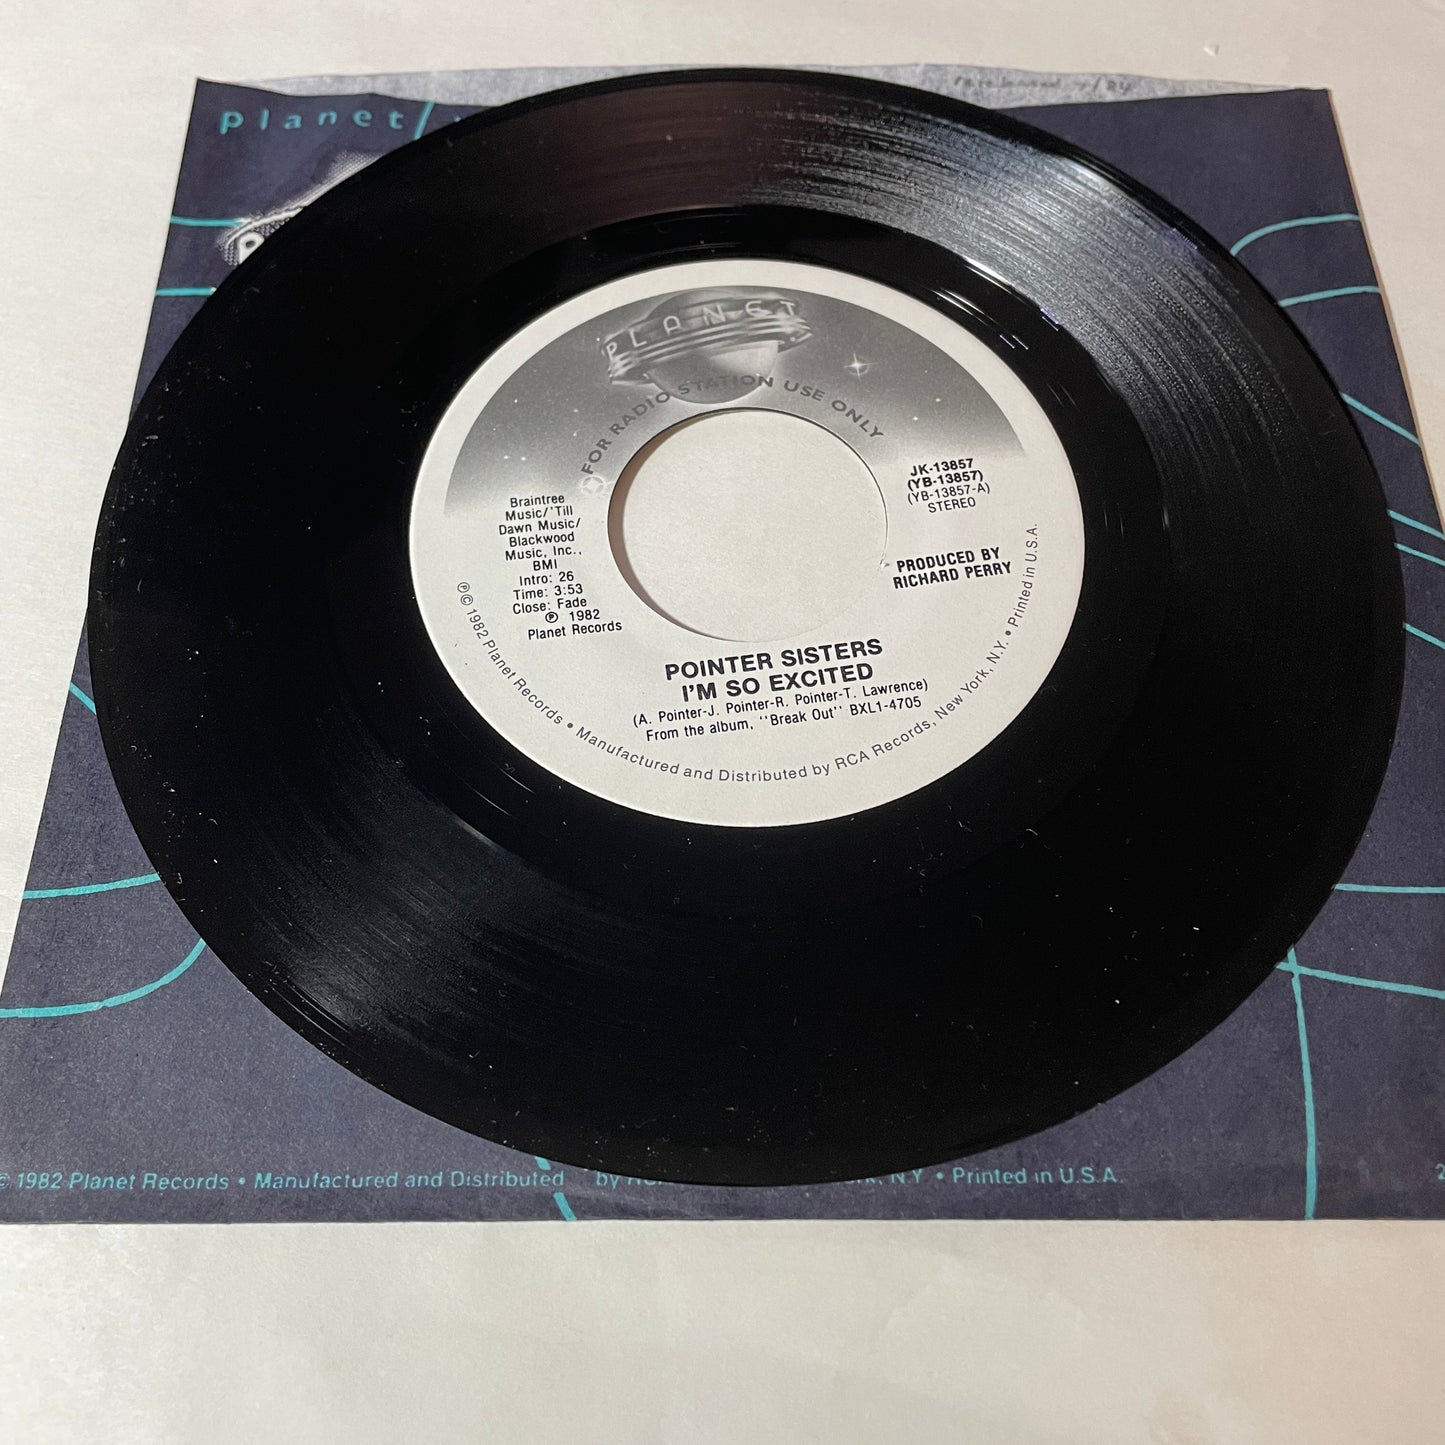 planet/
PLANET
FOR RADIO STATION USE ONLY
JK-13857
(YB-13857)
(YB-13857-A)
STEREO
Braintree
Music/'Till
Dawn Music/
Blackwood
Music, Inc.,
BMI
Intro: 26
Time: 3:53
Close: Fade
℗ 1982
Planet Records
PRODUCED BY
RICHARD PERRY
POINTER SISTERS
I'M SO EXCITED
(A. Pointer-J. Pointer-R. Pointer-T. Lawrence)
From the album, "Break Out" BXL1-4705
℗© 1982 Planet Records • Manufactured and Distributed by RCA Records, New York, N.Y. • Printed in U.S.A.
© 1982 Planet Records • Manufactured and Distributed by N.Y • Printed in U.S.A.